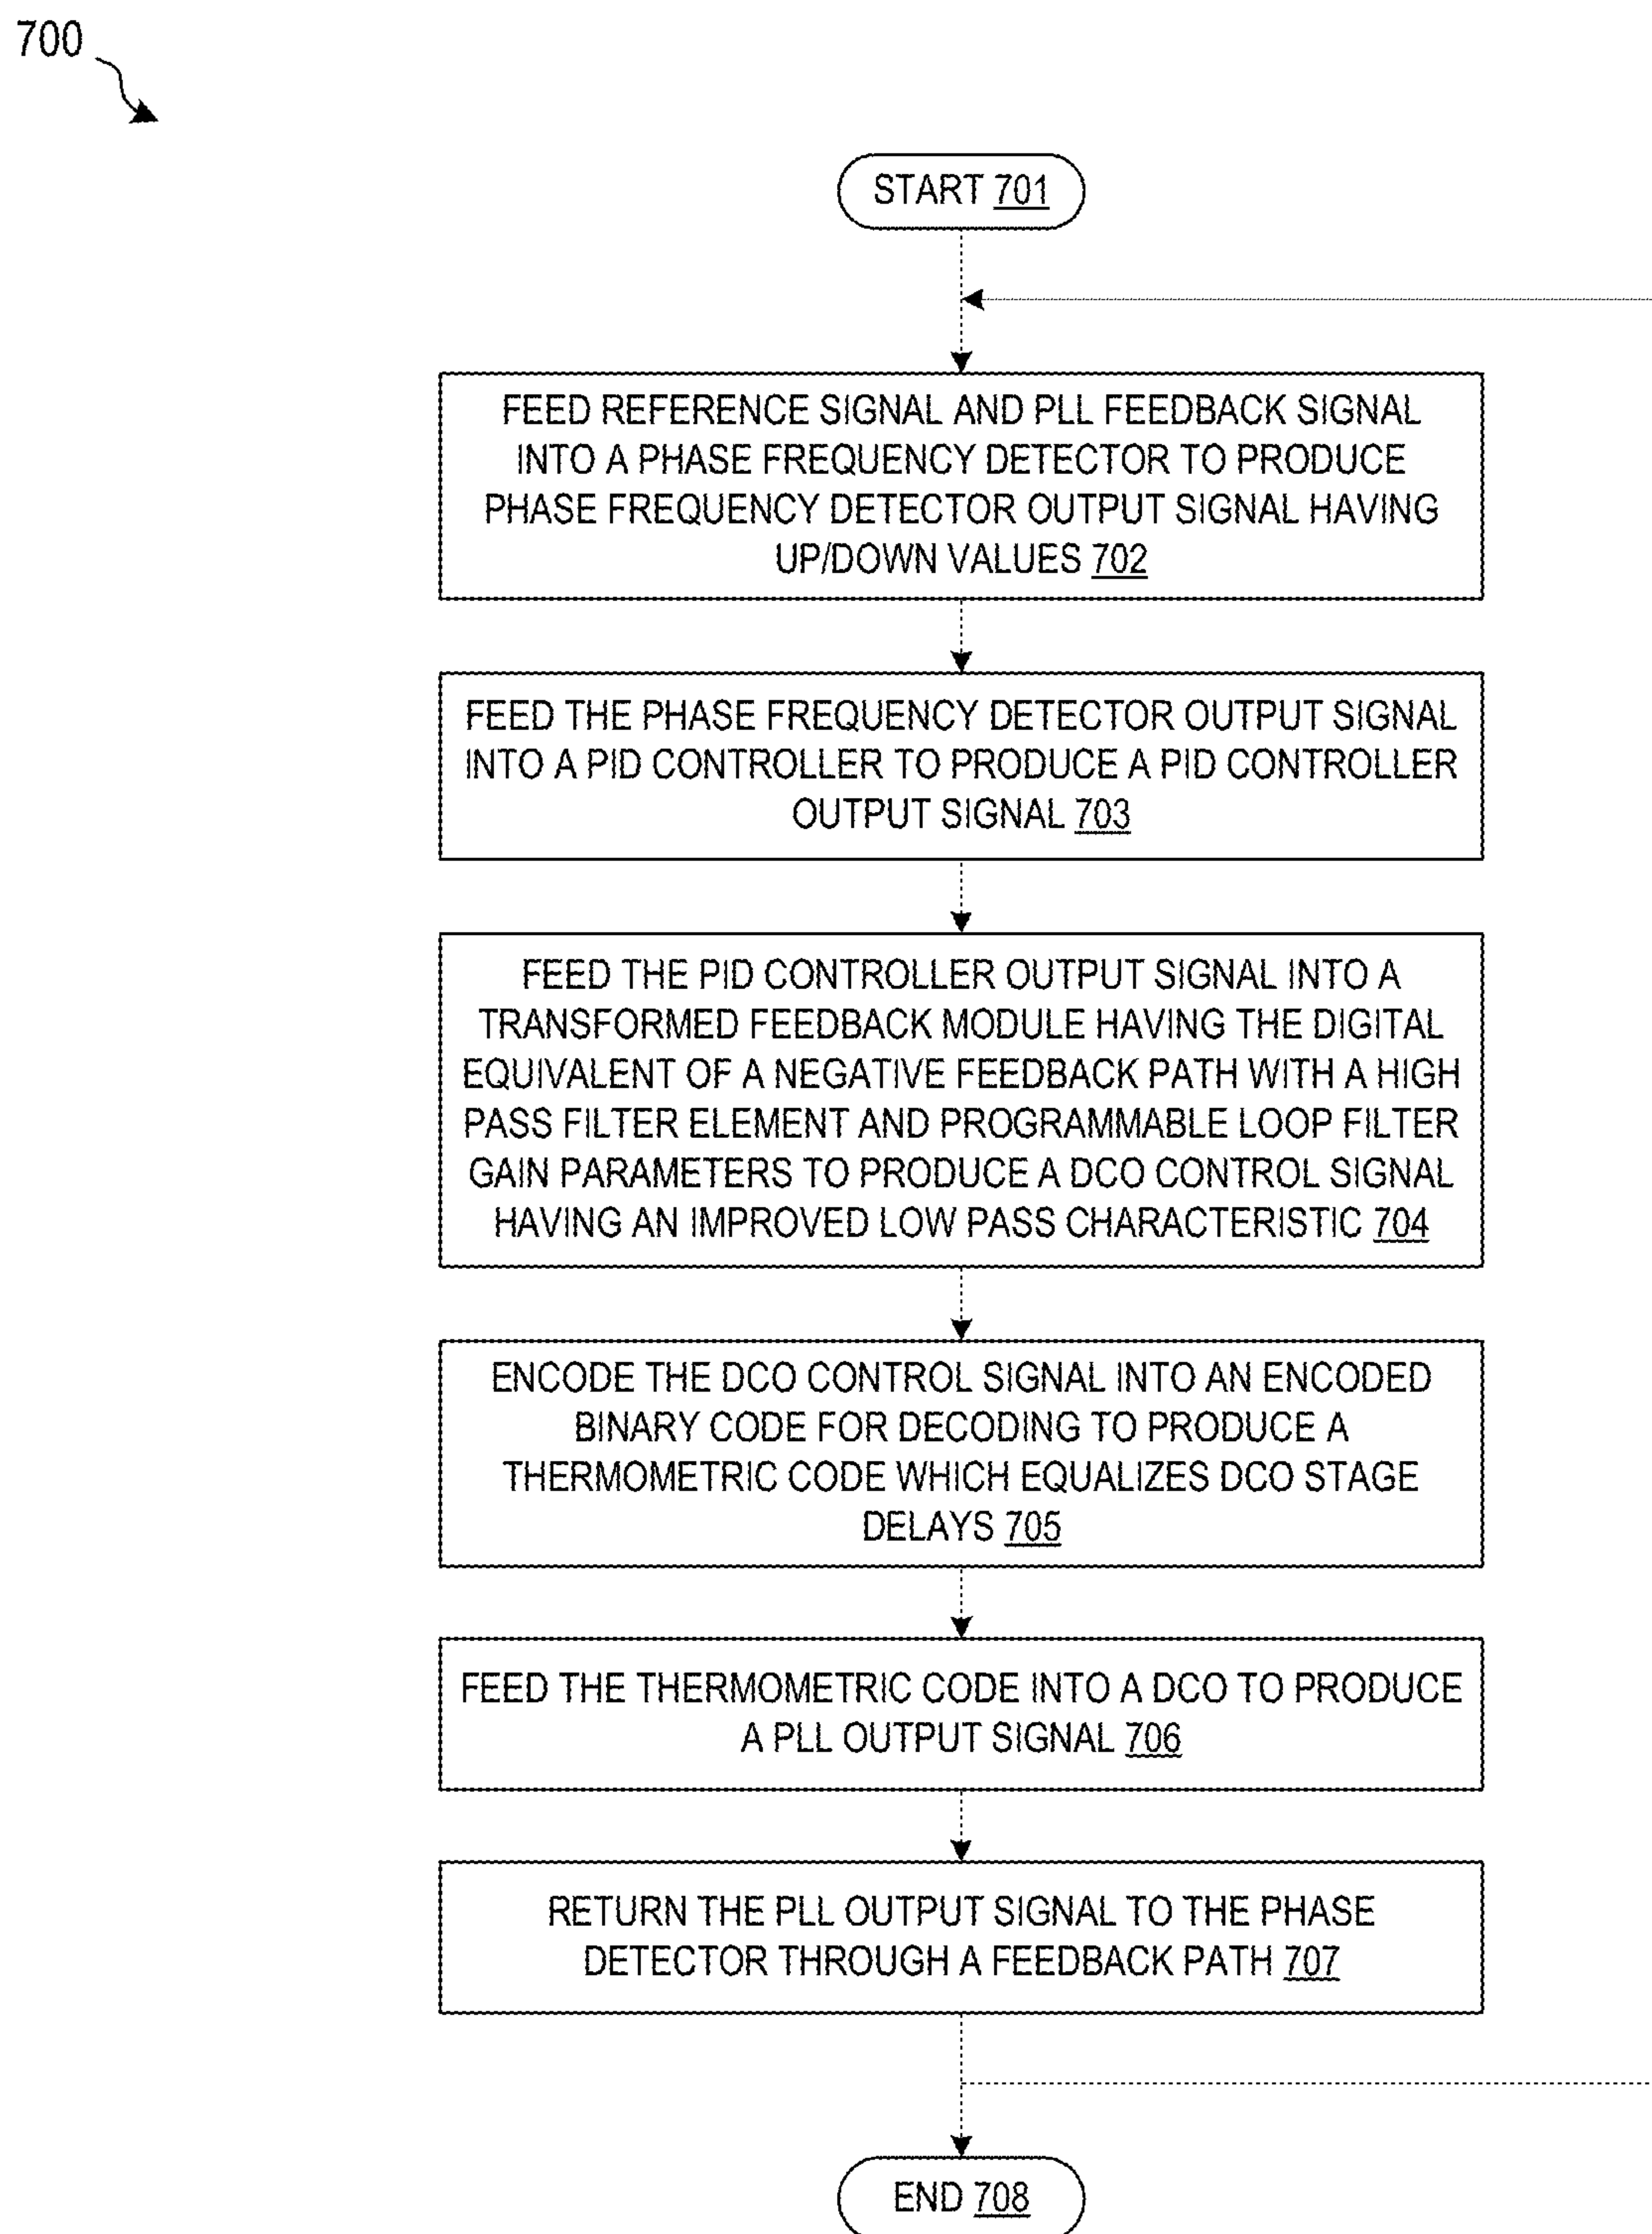 700
START 701
FEED REFERENCE SIGNAL AND PLL FEEDBACK SIGNAL
INTO A PHASE FREQUENCY DETECTOR TO PRODUCE
PHASE FREQUENCY DETECTOR OUTPUT SIGNAL HAVING
UP/DOWN VALUES 702
FEED THE PHASE FREQUENCY DETECTOR OUTPUT SIGNAL
INTO A PID CONTROLLER TO PRODUCE A PID CONTROLLER
OUTPUT SIGNAL 703
FEED THE PID CONTROLLER OUTPUT SIGNAL INTO A
TRANSFORMED FEEDBACK MODULE HAVING THE DIGITAL
EQUIVALENT OF A NEGATIVE FEEDBACK PATH WITH A HIGH
PASS FILTER ELEMENT AND PROGRAMMABLE LOOP FILTER
GAIN PARAMETERS TO PRODUCE A DCO CONTROL SIGNAL
HAVING AN IMPROVED LOW PASS CHARACTERISTIC 704
ENCODE THE DCO CONTROL SIGNAL INTO AN ENCODED
BINARY CODE FOR DECODING TO PRODUCE A
THERMOMETRIC CODE WHICH EQUALIZES DCO STAGE
DELAYS 705
FEED THE THERMOMETRIC CODE INTO A DCO TO PRODUCE
A PLL OUTPUT SIGNAL 706
RETURN THE PLL OUTPUT SIGNAL TO THE PHASE
DETECTOR THROUGH A FEEDBACK PATH 707
END 708